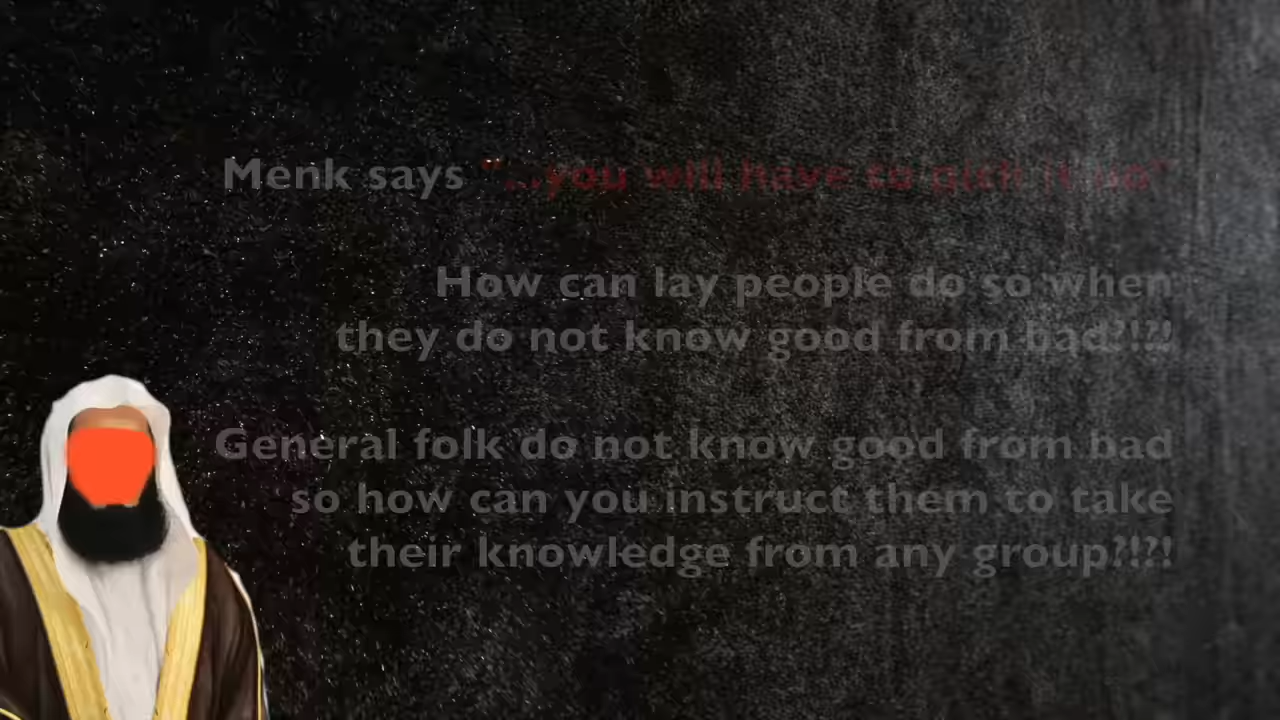 Menk says "...you will have to it up"
How can lay people do so when
they do not know good from bad?!?!
General folk do not know good from bad
so how can you instruct them to take
their knowledge from any group?!?!